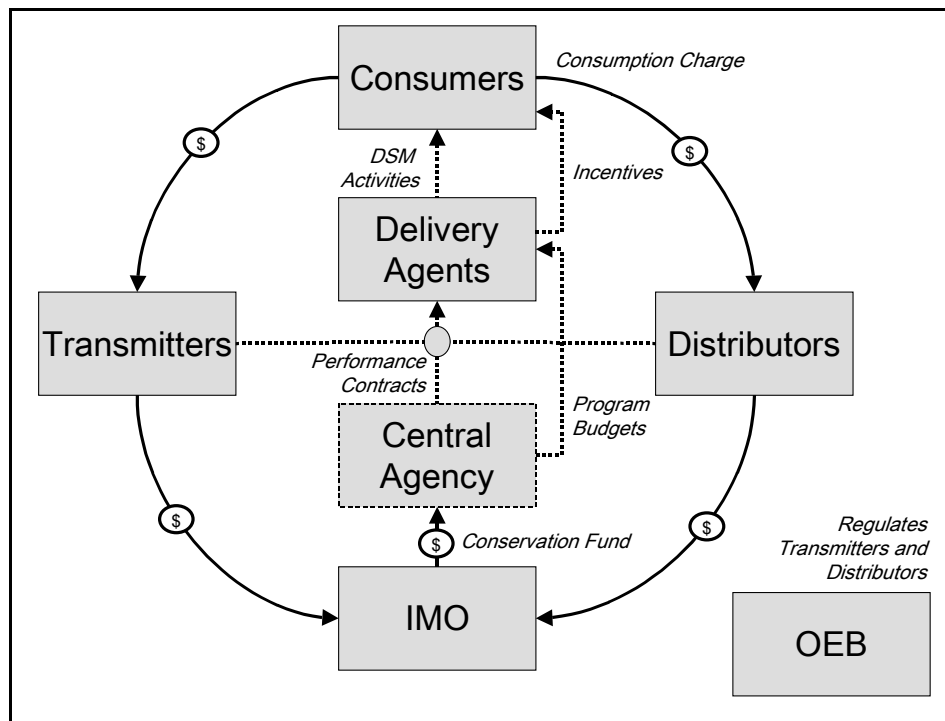 Consumers
Consumption Charge
$
$
DSM
Activities
Incentives
Delivery
Agents
Transmitters
Distributors
Performance
Contracts
Program
Budgets
Central
Agency
$
$
$
Conservation Fund
Regulates
Transmitters and
Distributors
IMO
OEB